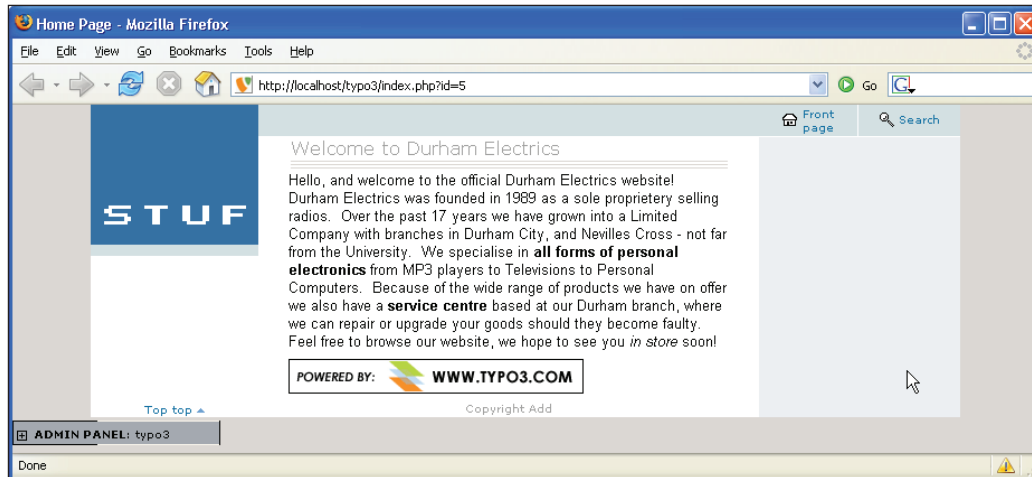 Home Page - Mozilla Firefox
File Edit View Go Bookmarks Tools Help
http://localhost/typo3/index.php?id=5
Go
G
Front
page
Search
Welcome to Durham Electrics
STUF
Hello, and welcome to the official Durham Electrics website!
Durham Electrics was founded in 1989 as a sole proprietery selling
radios. Over the past 17 years we have grown into a Limited
Company with branches in Durham City, and Nevilles Cross - not far
from the University. We specialise in all forms of personal
electronics from MP3 players to Televisions to Personal
Computers. Because of the wide range of products we have on offer
we also have a service centre based at our Durham branch, where
we can repair or upgrade your goods should they become faulty.
Feel free to browse our website, we hope to see you in store soon!
POWERED BY: WWW.TYPO3.COM
Top top
Copyright Add
ADMIN PANEL: typo3
Done